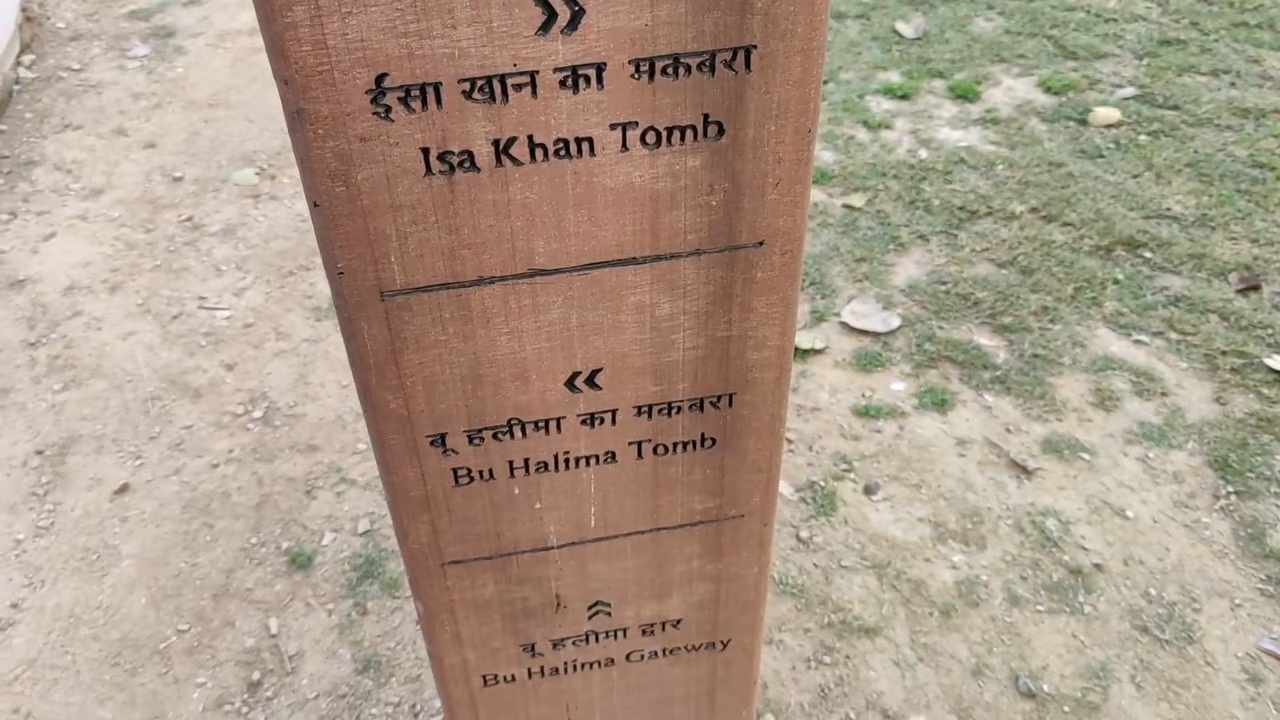 ईसा खान का मकबरा
Isa Khan Tomb
बू हलीमा का मकबरा
Bu Halima Tomb
बू हलीमा द्वार
Bu Halima Gateway